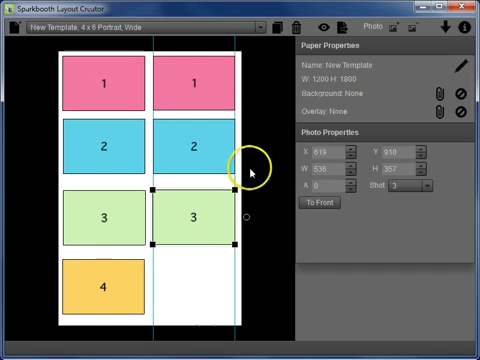 Sparkbooth Layout Creator
New Template, 4 x 6 Portrait, Wide
Photo
Paper Properties
Name: New Template
W: 1200 H: 1800
Background: None
Overlay: None
Photo Properties
X 619 Y 910
W 536 H 357
A 0 Shot 3
To Front
1 1
2 2
3 3
4